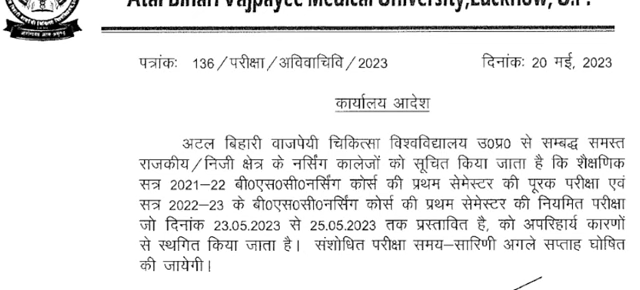 Atal Bihari Vajpayee Medical University,Lucknow, U.P.
पत्रांकः 136/परीक्षा/अविवाचिवि/2023 दिनांकः 20 मई, 2023
कार्यालय आदेश
अटल बिहारी वाजपेयी चिकित्सा विश्वविद्यालय उ0प्र0 से सम्बद्ध समस्त
राजकीय/निजी क्षेत्र के नर्सिंग कालेजों को सूचित किया जाता है कि शैक्षणिक
सत्र 2021–22 बी0एस0सी0नर्सिंग कोर्स की प्रथम सेमेस्टर की पूरक परीक्षा एवं
सत्र 2022–23 के बी0एस0सी0नर्सिंग कोर्स की प्रथम सेमेस्टर की नियमित परीक्षा
जो दिनांक 23.05.2023 से 25.05.2023 तक प्रस्तावित है, को अपरिहार्य कारणों
से स्थगित किया जाता है। संशोधित परीक्षा समय–सारिणी अगले सप्ताह घोषित
की जायेगी।